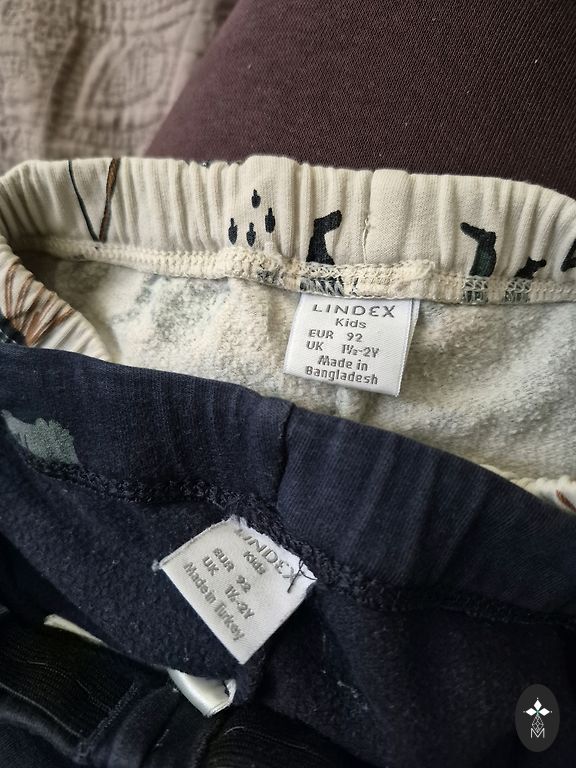 LINDEX
Kids
EUR 92
UK 1½-2Y
Made in
Bangladesh
LINDEX
Kids
EUR 92
UK 1½-2Y
Made in Turkey
M